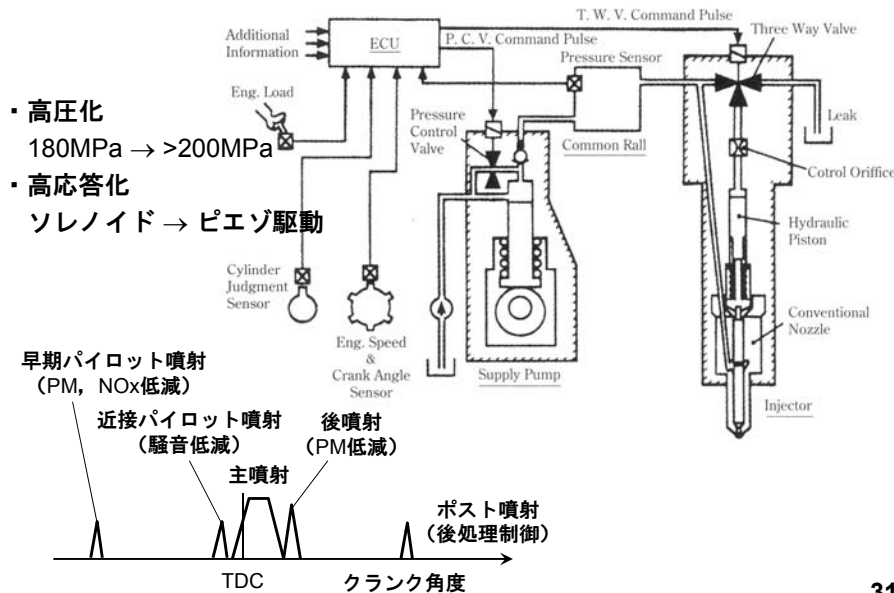 T. W. V. Command Pulse
Additional
Information
ECU
P. C. V. Command Pulse
Three Way Valve
Pressure Sensor
Eng. Load
・高圧化
180MPa → >200MPa
・高応答化
ソレノイド → ピエゾ駆動
Pressure
Control
Valve
Common Rall
Leak
Cotrol Oriffice
Hydraulic
Piston
Cylinder
Judgment
Sensor
Eng. Speed
&
Crank Angle
Sensor
Supply Pump
Conventional
Nozzle
Injector
早期パイロット噴射
（PM，NOx低減）
近接パイロット噴射
（騒音低減）
主噴射
後噴射
（PM低減）
ポスト噴射
（後処理制御）
TDC
クランク角度
31